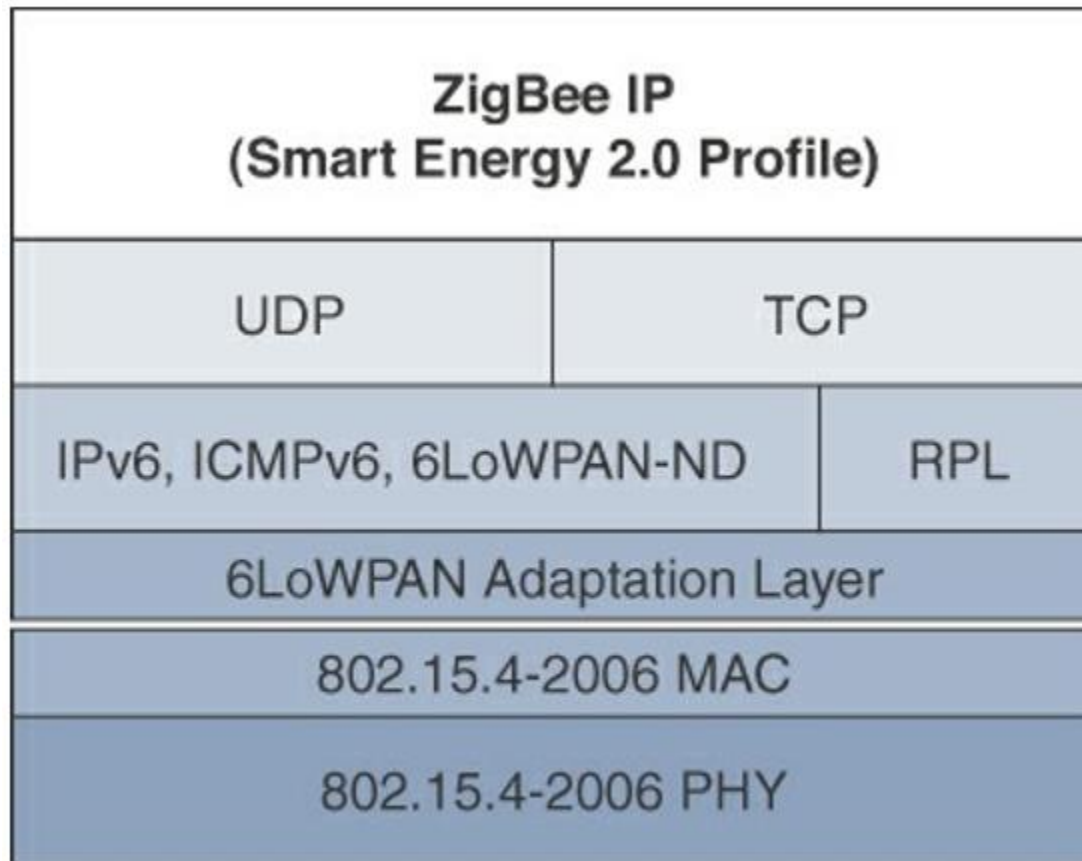 ZigBee IP
(Smart Energy 2.0 Profile)
UDP
TCP
IPv6, ICMPv6, 6LoWPAN-ND
RPL
6LoWPAN Adaptation Layer
802.15.4-2006 MAC
802.15.4-2006 PHY